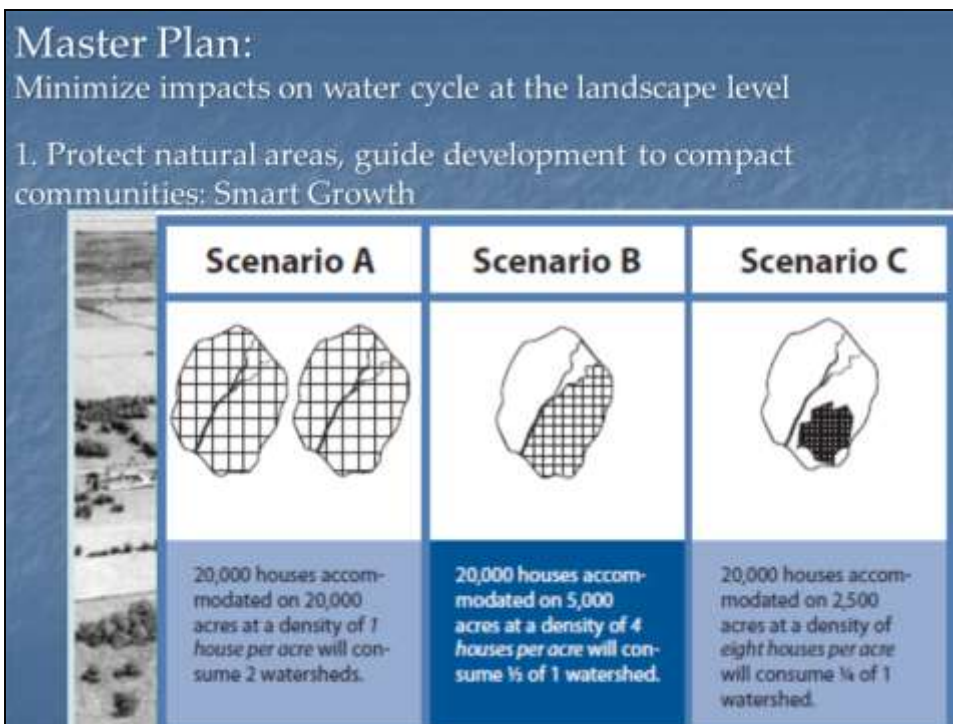 Master Plan:
Minimize impacts on water cycle at the landscape level
1. Protect natural areas, guide development to compact
communities: Smart Growth
Scenario A
Scenario B
Scenario C
20,000 houses accom-
modated on 20,000
acres at a density of 1
house per acre will con-
sume 2 watersheds.
20,000 houses accom-
modated on 5,000
acres at a density of 4
houses per acre will con-
sume ½ of 1 watershed.
20,000 houses accom-
modated on 2,500
acres at a density of
eight houses per acre
will consume ¼ of 1
watershed.